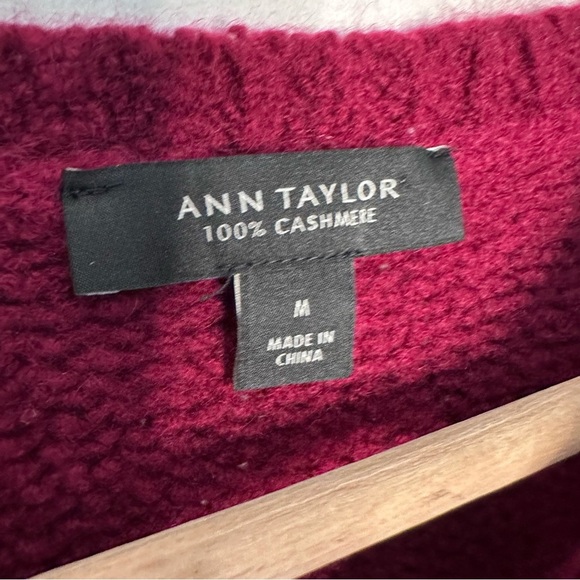 ANN TAYLOR
100% CASHMERE
M
MADE IN
CHINA